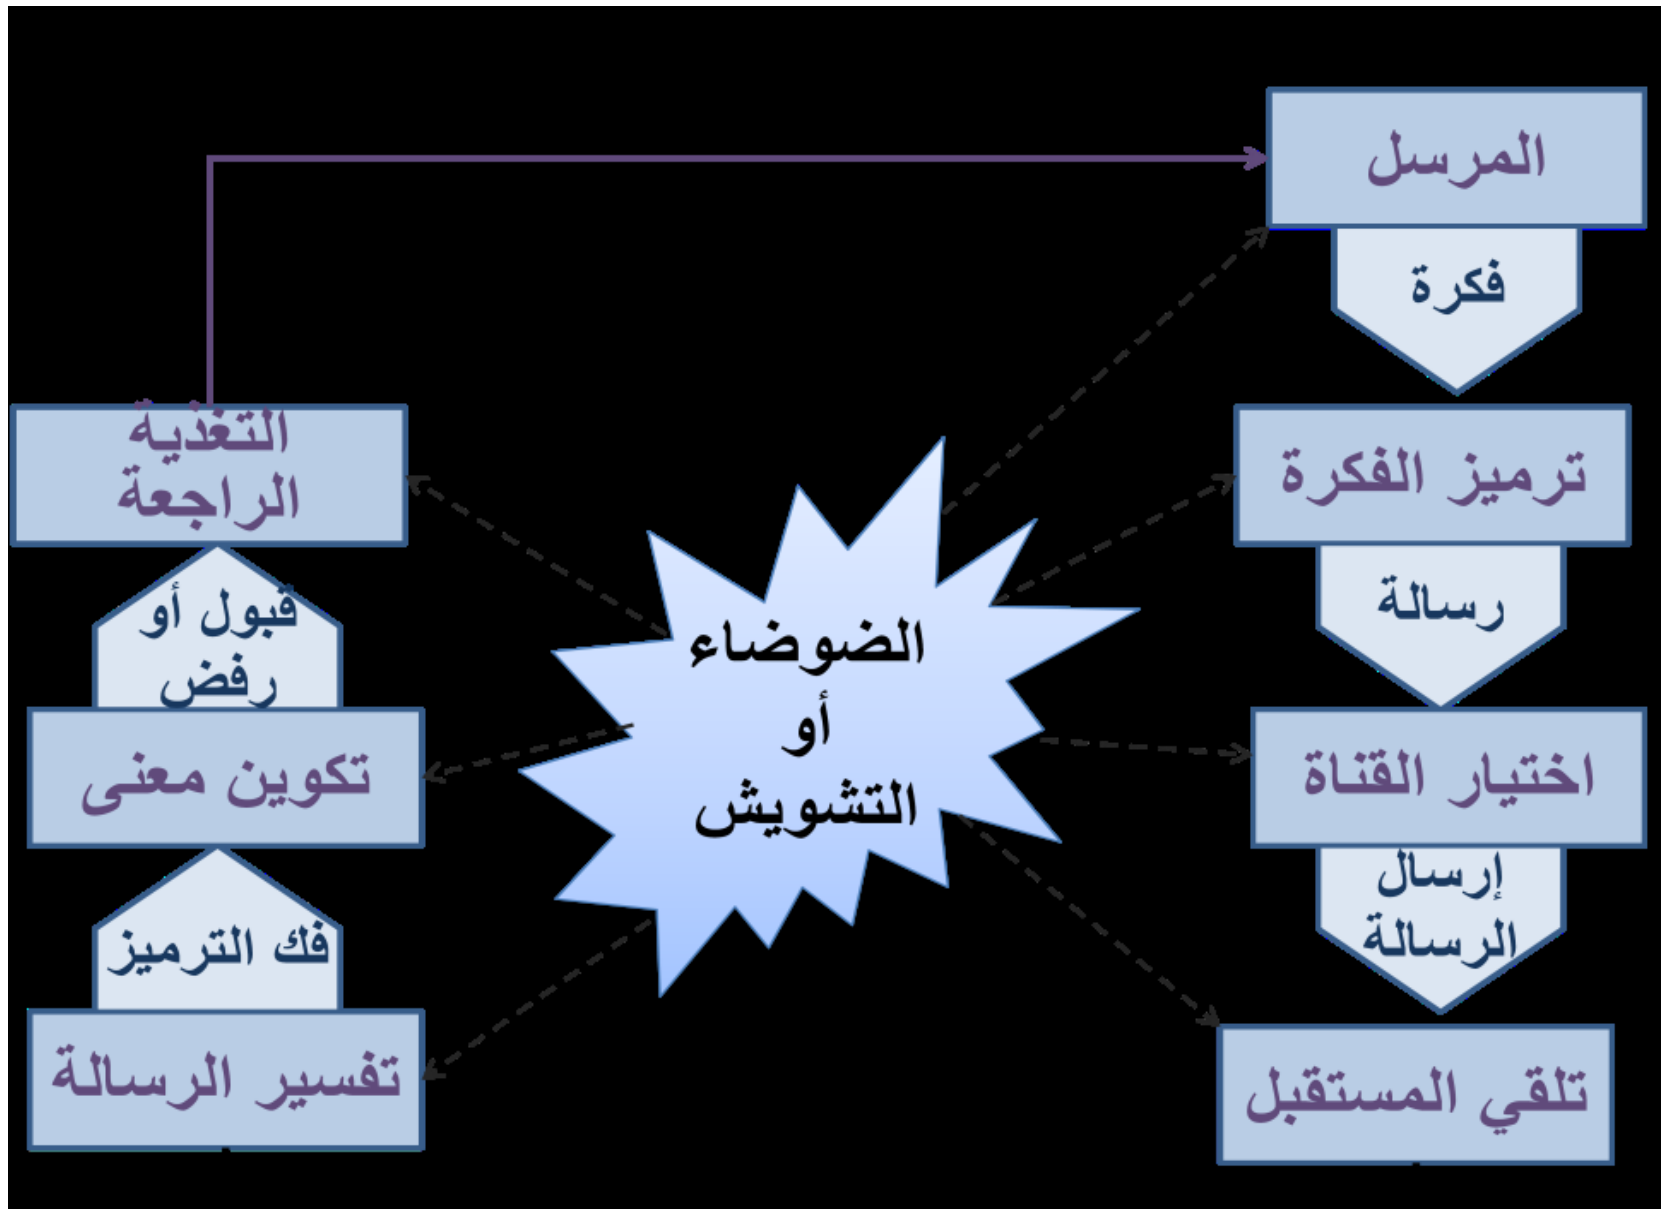 المرسل
فكرة
ترميز الفكرة
رسالة
اختيار القناة
إرسال
الرسالة
تلقي المستقبل
تفسير الرسالة
فك الترميز
تكوين معنى
قبول أو
رفض
التغذية
الراجعة
الضوضاء
أو
التشويش